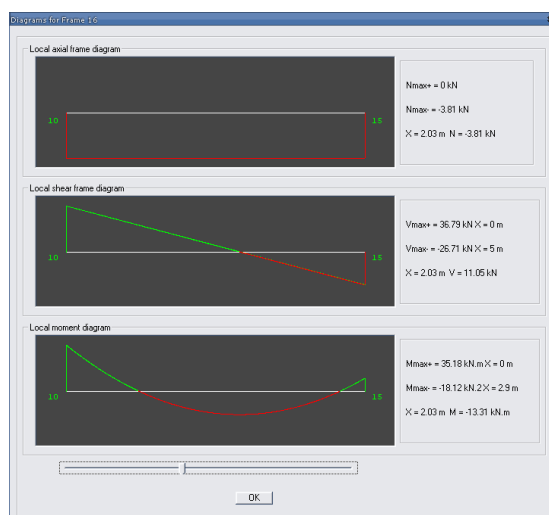 Diagrams for Frame 16
Local axial frame diagram
10
15
Nmax+ = 0 kN
Nmax- = -3.81 kN
X = 2.03 m N = -3.81 kN
Local shear frame diagram
10
15
Vmax+ = 36.79 kN X = 0 m
Vmax- = -26.71 kN X = 5 m
X = 2.03 m V = 11.05 kN
Local moment diagram
10
15
Mmax+ = 35.18 kN.m X = 0 m
Mmax- = -18.12 kN.2 X = 2.9 m
X = 2.03 m M = -13.31 kN.m
OK